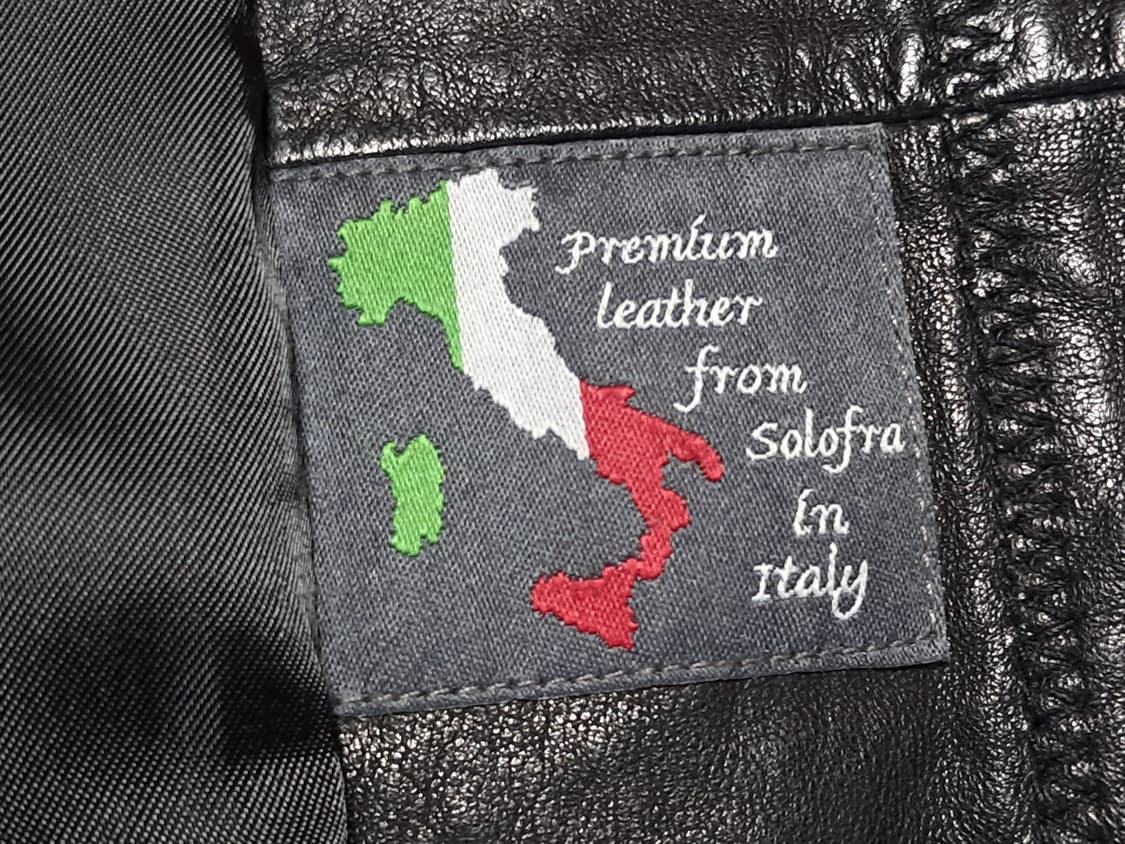 Premium
leather
from
Solofra
in
Italy